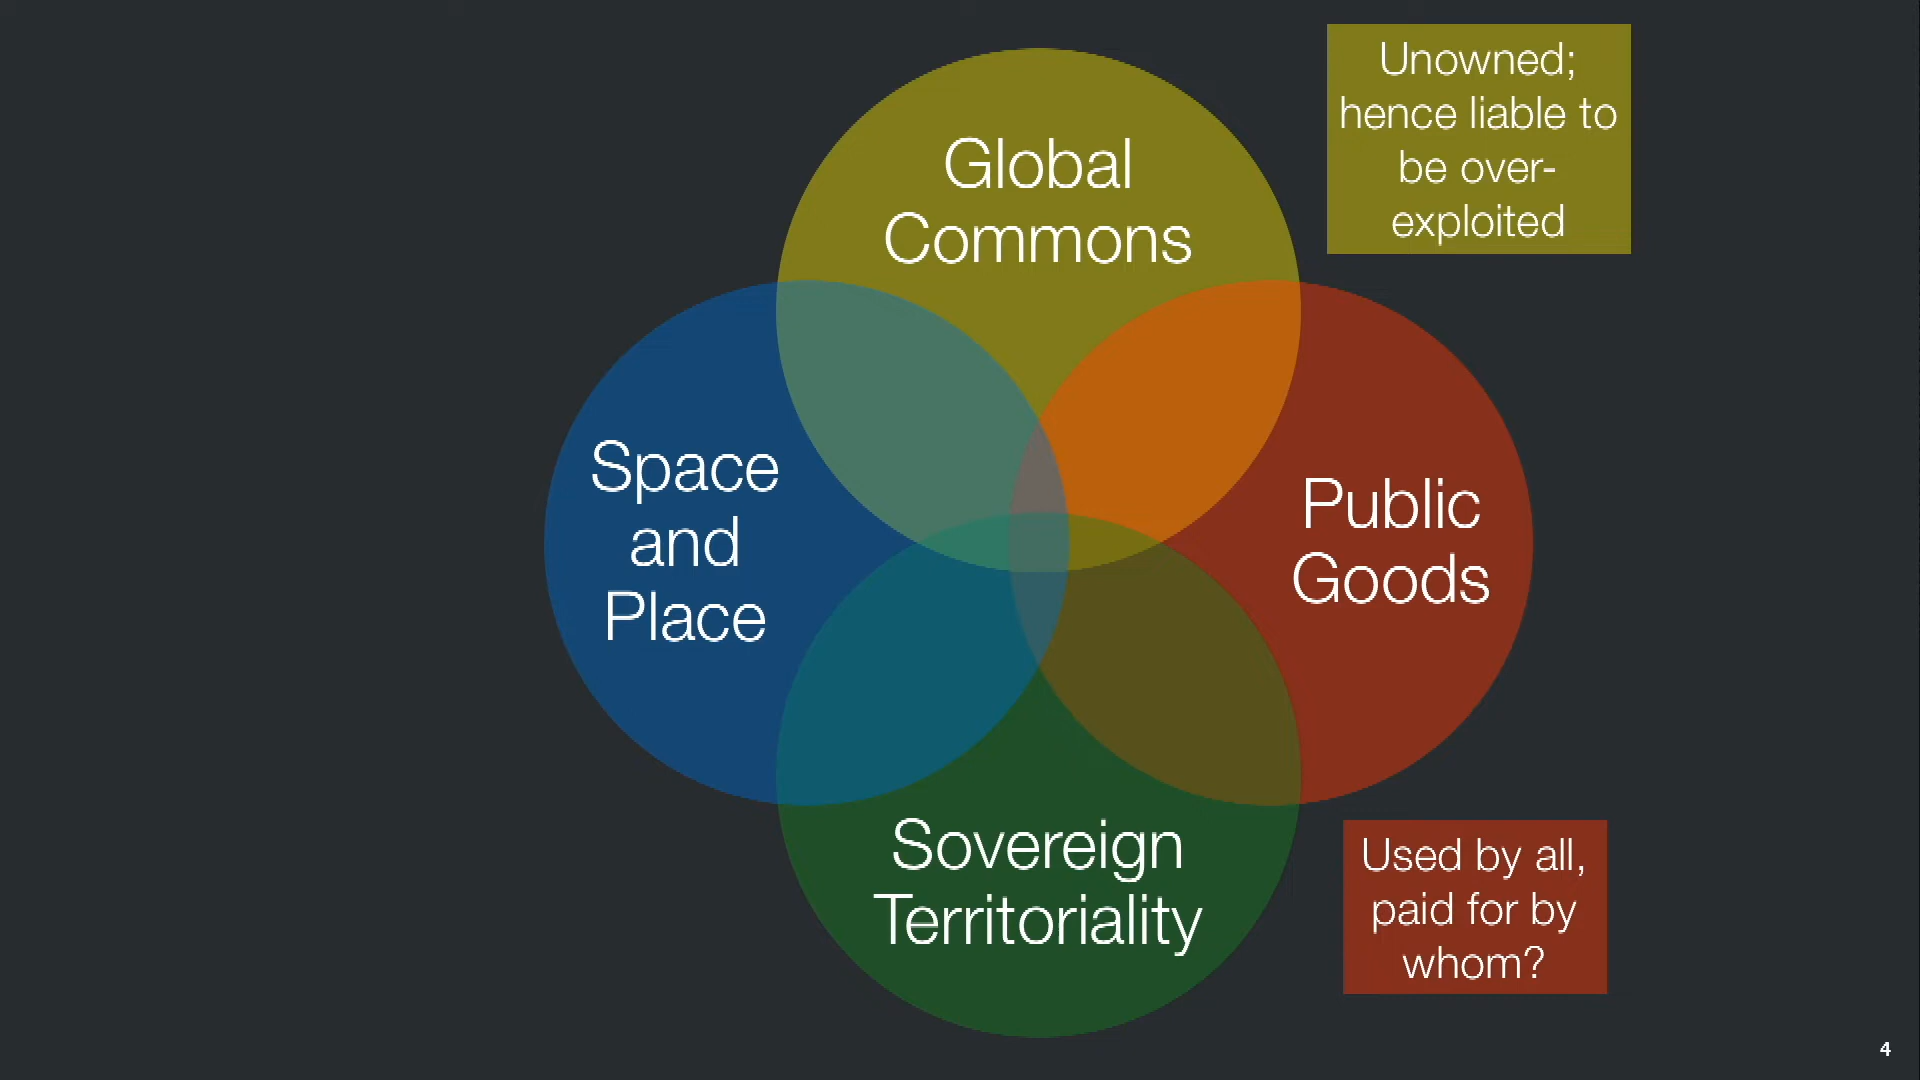 Unowned;
hence liable to
be over-
exploited
Global
Commons
Space
and
Place
Public
Goods
Sovereign
Territoriality
Used by all,
paid for by
whom?
4